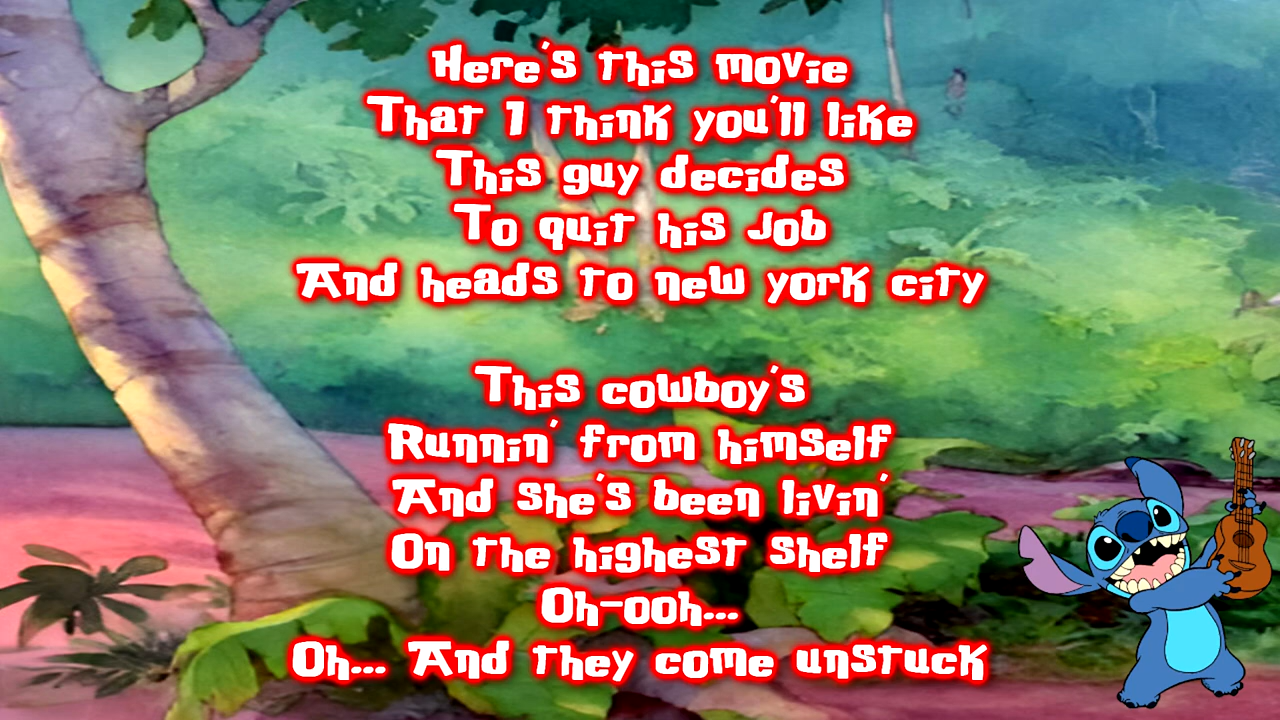 Here's this movie
That I think you'll like
This guy decides
To quit his job
And heads to new york city
This cowboy's
Runnin' from himself
And she's been livin'
On the highest shelf
Oh-ooh...
Oh... And they come unstuck